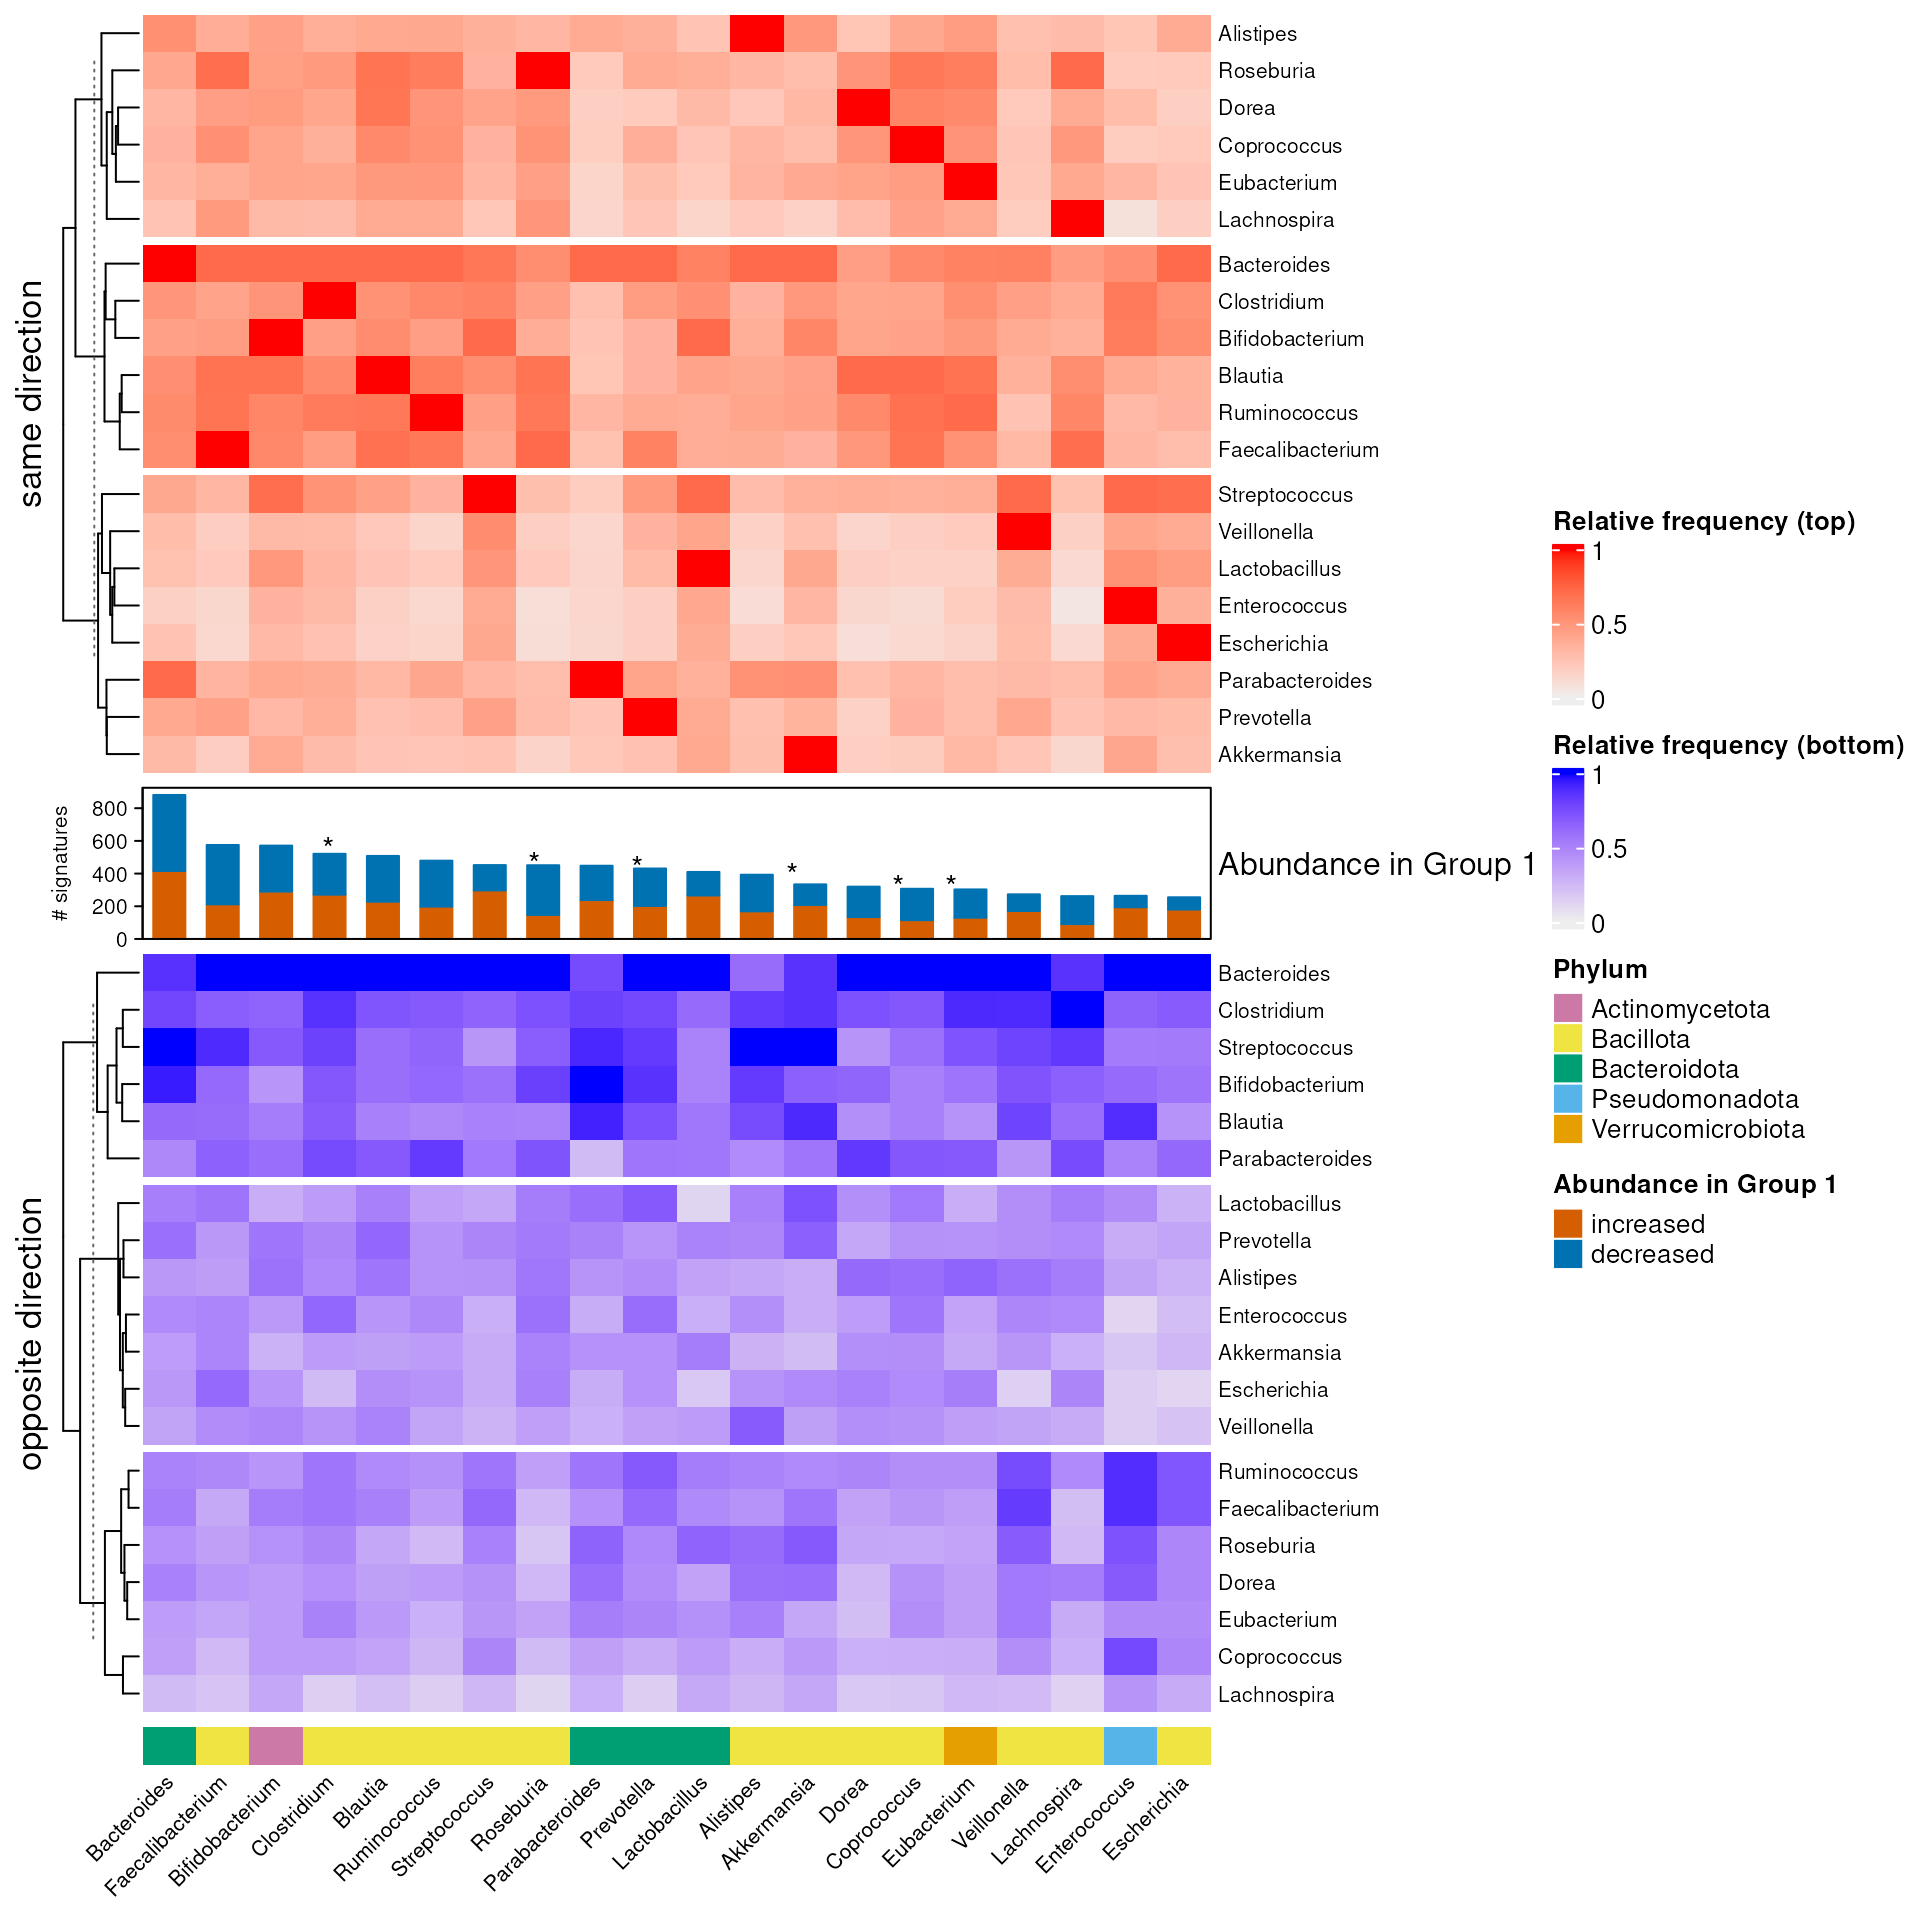 same direction
Alistipes
Roseburia
Dorea
Coprococcus
Eubacterium
Lachnospira
Bacteroides
Clostridium
Bifidobacterium
Blautia
Ruminococcus
Faecalibacterium
Streptococcus
Veillonella
Lactobacillus
Enterococcus
Escherichia
Parabacteroides
Prevotella
Akkermansia
# signatures
800
600
400
200
0
* * * * * *
Abundance in Group 1
opposite direction
Bacteroides
Clostridium
Streptococcus
Bifidobacterium
Blautia
Parabacteroides
Lactobacillus
Prevotella
Alistipes
Enterococcus
Akkermansia
Escherichia
Veillonella
Ruminococcus
Faecalibacterium
Roseburia
Dorea
Eubacterium
Coprococcus
Lachnospira
Bacteroides
Faecalibacterium
Bifidobacterium
Clostridium
Blautia
Ruminococcus
Streptococcus
Roseburia
Parabacteroides
Prevotella
Lactobacillus
Alistipes
Akkermansia
Dorea
Coprococcus
Eubacterium
Veillonella
Lachnospira
Enterococcus
Escherichia
Relative frequency (top)
1
0.5
0
Relative frequency (bottom)
1
0.5
0
Phylum
Actinomycetota
Bacillota
Bacteroidota
Pseudomonadota
Verrucomicrobiota
Abundance in Group 1
increased
decreased